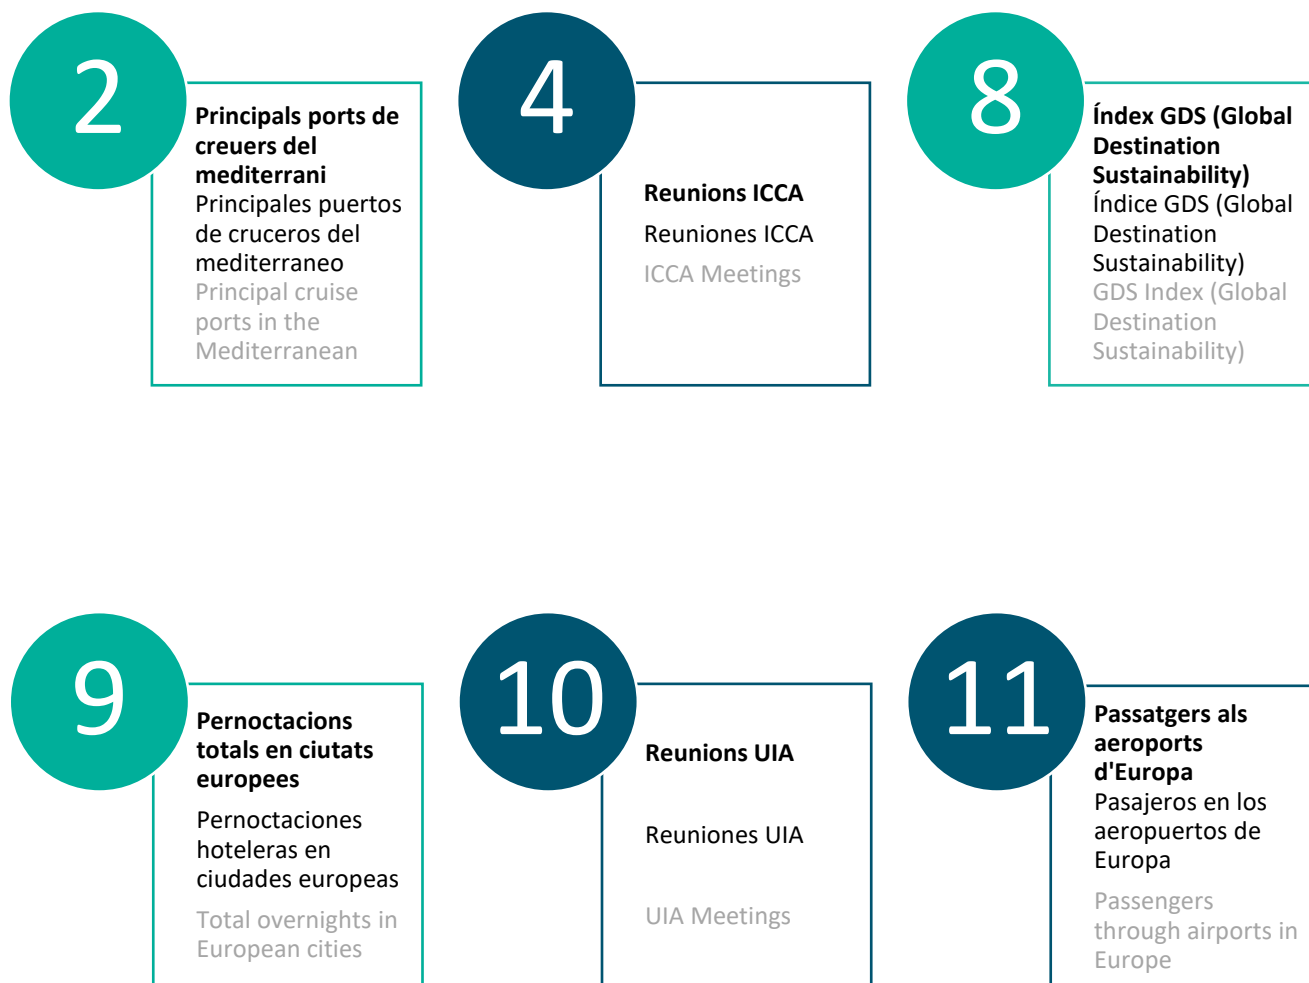 2
Principals ports de
creuers del
mediterrani
Principales puertos
de cruceros del
mediterraneo
Principal cruise
ports in the
Mediterranean
4
Reunions ICCA
Reuniones ICCA
ICCA Meetings
8
Índex GDS (Global
Destination
Sustainability)
Índice GDS (Global
Destination
Sustainability)
GDS Index (Global
Destination
Sustainability)
9
Pernoctacions
totals en ciutats
europees
Pernoctaciones
hoteleras en
ciudades europeas
Total overnights in
European cities
10
Reunions UIA
Reuniones UIA
UIA Meetings
11
Passatgers als
aeroports
d'Europa
Pasajeros en los
aeropuertos de
Europa
Passengers
through airports in
Europe